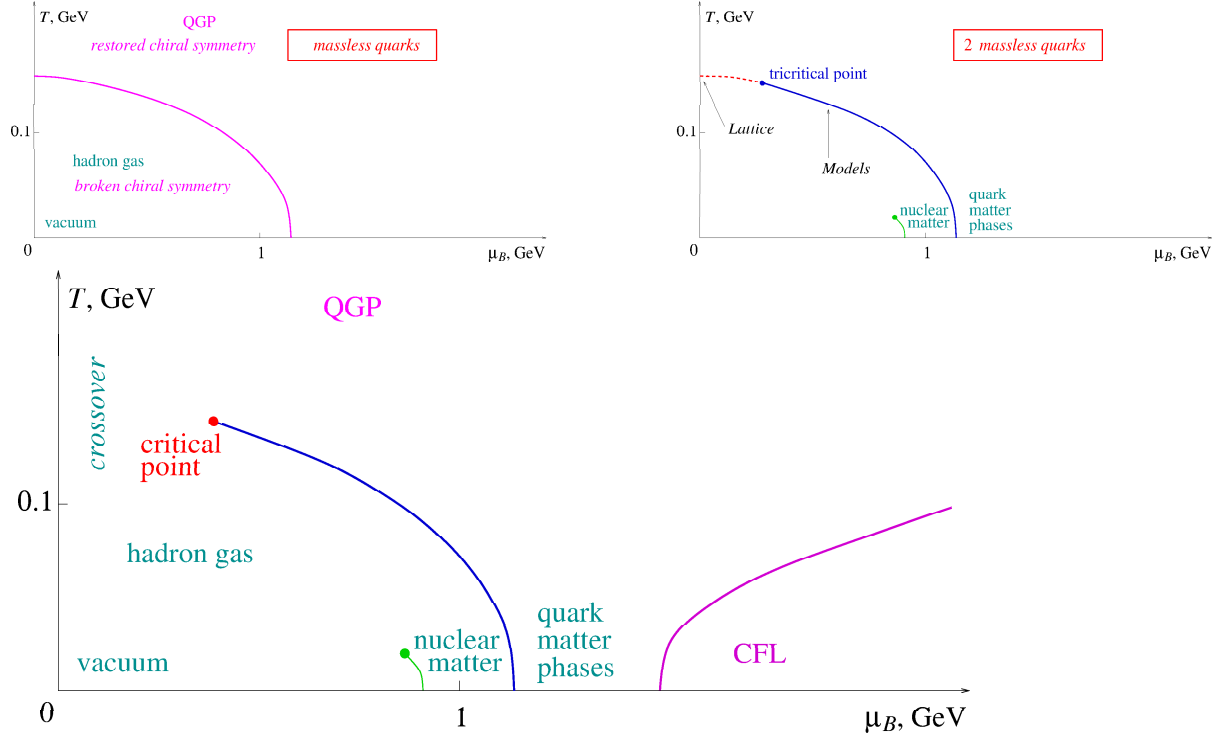 T, GeV
QGP
restored chiral symmetry
massless quarks
0.1
hadron gas
broken chiral symmetry
vacuum
0
1
μB, GeV
T, GeV
2 massless quarks
tricritical point
0.1
Lattice
Models
nuclear
matter
quark
matter
phases
0
1
μB, GeV
T, GeV
QGP
crossover
critical
point
0.1
hadron gas
vacuum
nuclear
matter
quark
matter
phases
CFL
0
1
μB, GeV